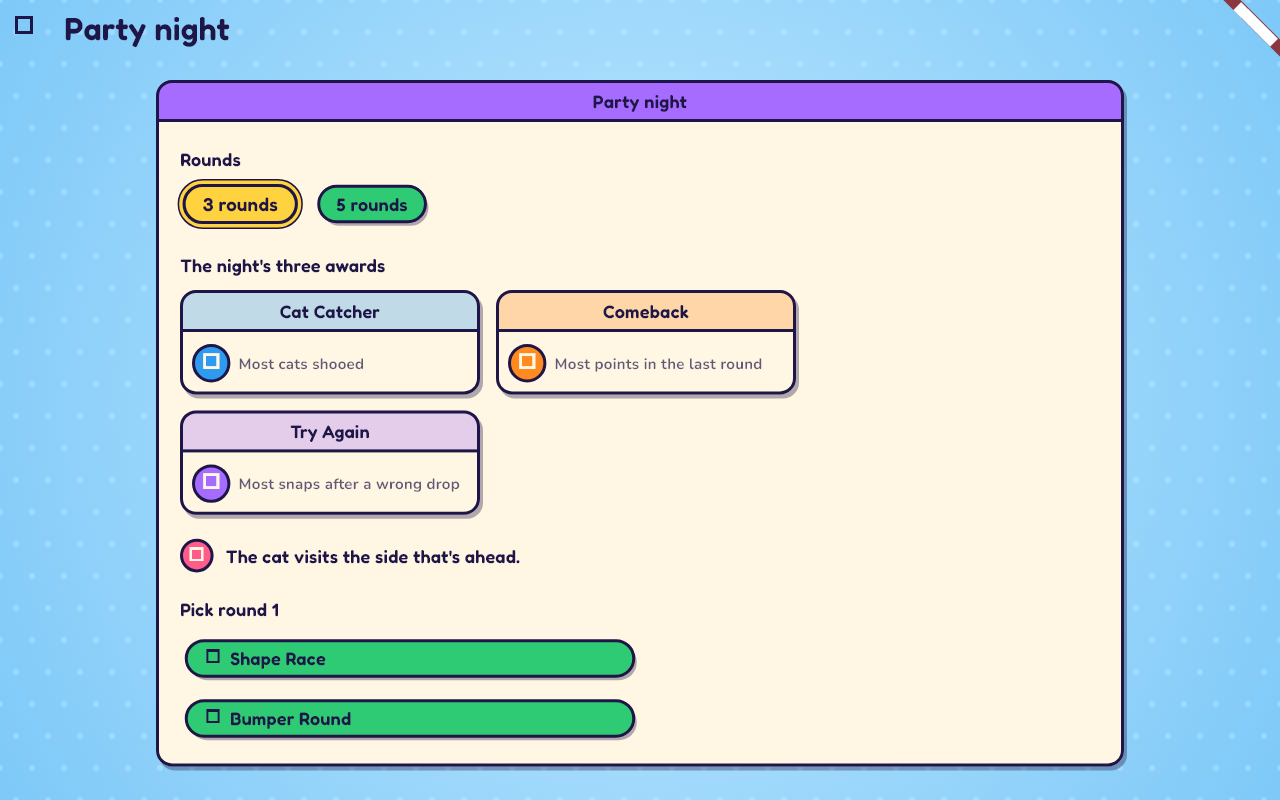 Party night
Party night
Rounds
3 rounds
5 rounds
The night's three awards
Cat Catcher
Most cats shooed
Comeback
Most points in the last round
Try Again
Most snaps after a wrong drop
The cat visits the side that's ahead.
Pick round 1
Shape Race
Bumper Round